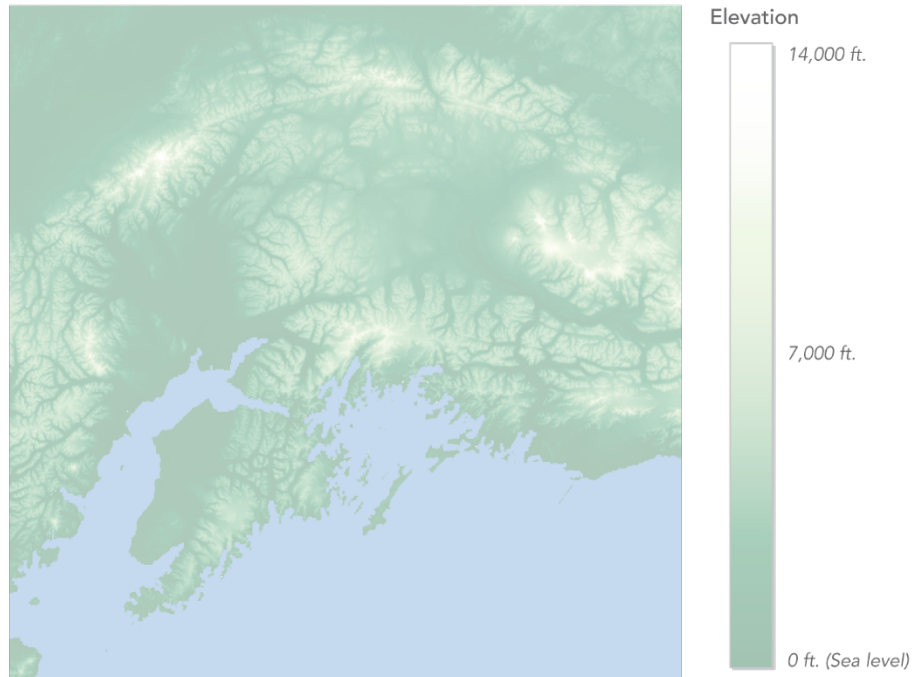 Elevation
14,000 ft.
7,000 ft.
0 ft. (Sea level)